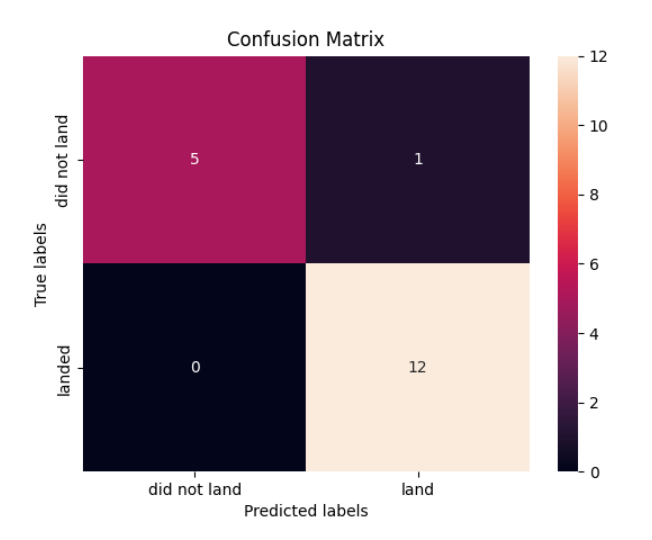 Confusion Matrix
True labels
did not land
landed
5
1
0
12
did not land
land
Predicted labels
12
10
8
6
4
2
0